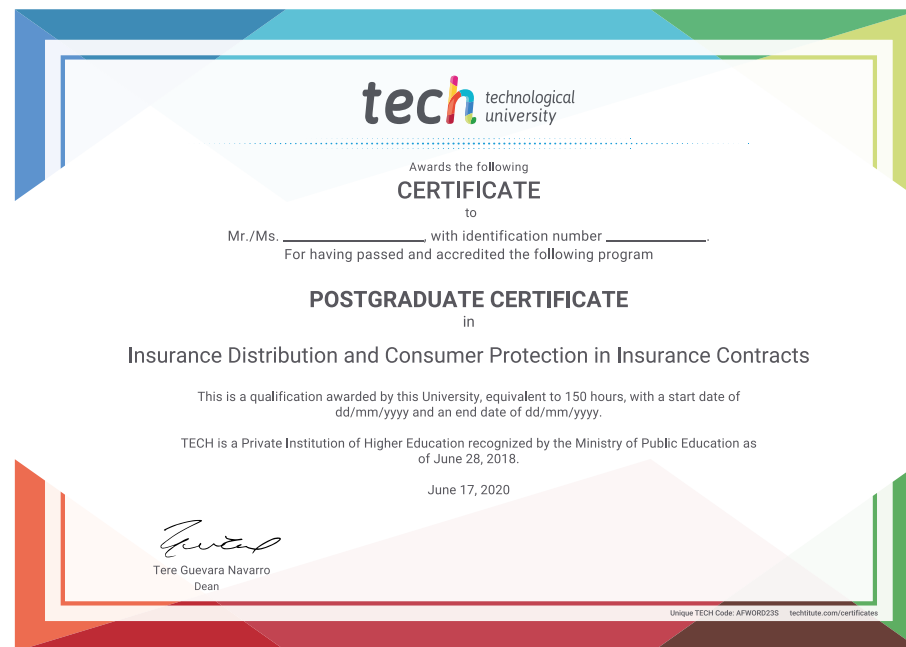 tech technological
university
Awards the following
CERTIFICATE
to
Mr./Ms. ____________, with identification number ____________.
For having passed and accredited the following program
POSTGRADUATE CERTIFICATE
in
Insurance Distribution and Consumer Protection in Insurance Contracts
This is a qualification awarded by this University, equivalent to 150 hours, with a start date of
dd/mm/yyyy and an end date of dd/mm/yyyy.
TECH is a Private Institution of Higher Education recognized by the Ministry of Public Education as
of June 28, 2018.
June 17, 2020
Tere Guevara Navarro
Dean
Unique TECH Code: AFWORD23S techtitute.com/certificates